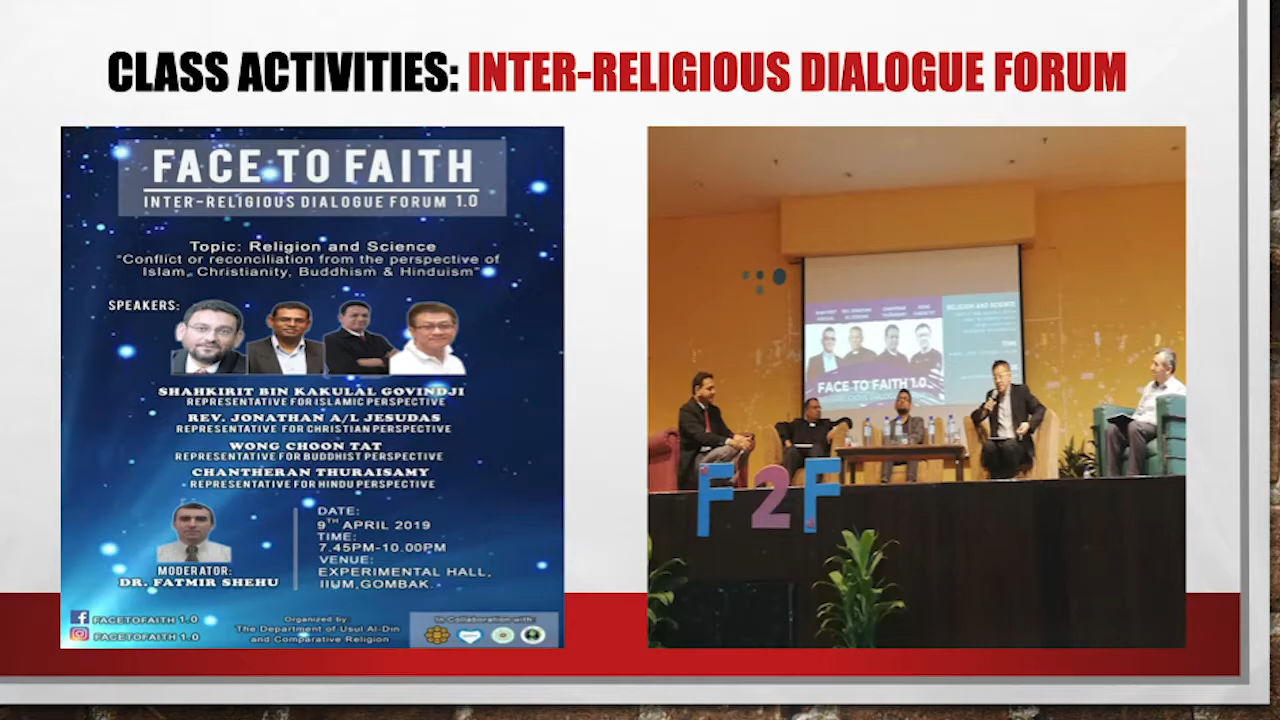 CLASS ACTIVITIES: INTER-RELIGIOUS DIALOGUE FORUM
FACE TO FAITH
INTER-RELIGIOUS DIALOGUE FORUM 1.0
Topic: Religion and Science
"Conflict or reconciliation from the perspective of
Islam, Christianity, Buddhism & Hinduism"
SPEAKERS:
SHAHKIRIT BIN KAKULAL GOVINDJI
REPRESENTATIVE FOR ISLAMIC PERSPECTIVE
REV. JONATHAN A/L JESUDAS
REPRESENTATIVE FOR CHRISTIAN PERSPECTIVE
WONG CHOON TAT
REPRESENTATIVE FOR BUDDHIST PERSPECTIVE
CHANTHERAN THURAISAMY
REPRESENTATIVE FOR HINDU PERSPECTIVE
MODERATOR:
DR. FATMIR SHEHU
DATE:
9TH APRIL 2019
TIME:
7.45PM-10.00PM
VENUE:
EXPERIMENTAL HALL,
IIUM,GOMBAK.
FACETOFAITH 1.0
FACETOFAITH 1.0
Organized by
The Department of Usul Al-Din
and Comparative Religion
In Collaboration with:
RELIGION AND SCIENCE
FACE TO FAITH 1.0
F2F